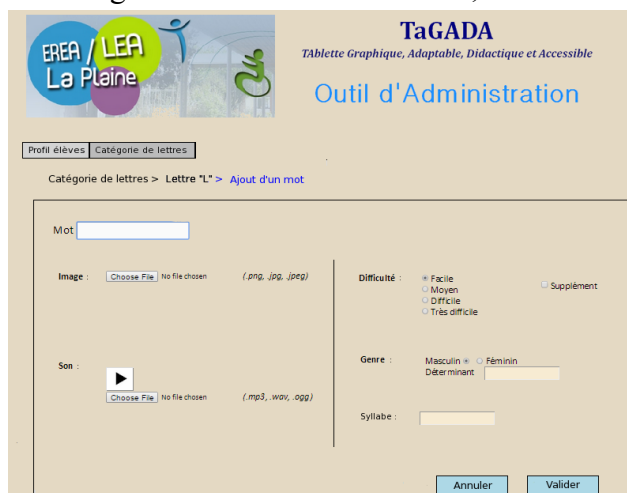 EREA / LEA
La Plaine
TaGADA
TAblette Graphique, Adaptable, Didactique et Accessible
Outil d'Administration
Profil élèves Catégorie de lettres
Catégorie de lettres > Lettre "L" > Ajout d'un mot
Mot
Image : Choose File No file chosen (.png, .jpg, .jpeg)
Son :
Choose File No file chosen (.mp3, .wav, .ogg)
Difficulté : Facile
Moyen
Difficile
Très difficile
Supplément
Genre : Masculin Féminin
Déterminant
Syllabe :
Annuler Valider